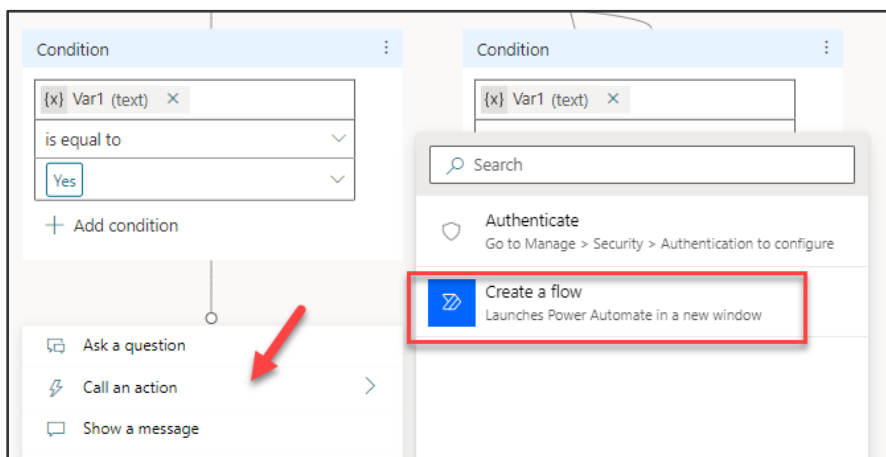 Condition
{x} Var1 (text) ×
is equal to
Yes
+ Add condition
Ask a question
Call an action
Show a message
Condition
{x} Var1 (text) ×
Search
Authenticate
Go to Manage > Security > Authentication to configure
Create a flow
Launches Power Automate in a new window